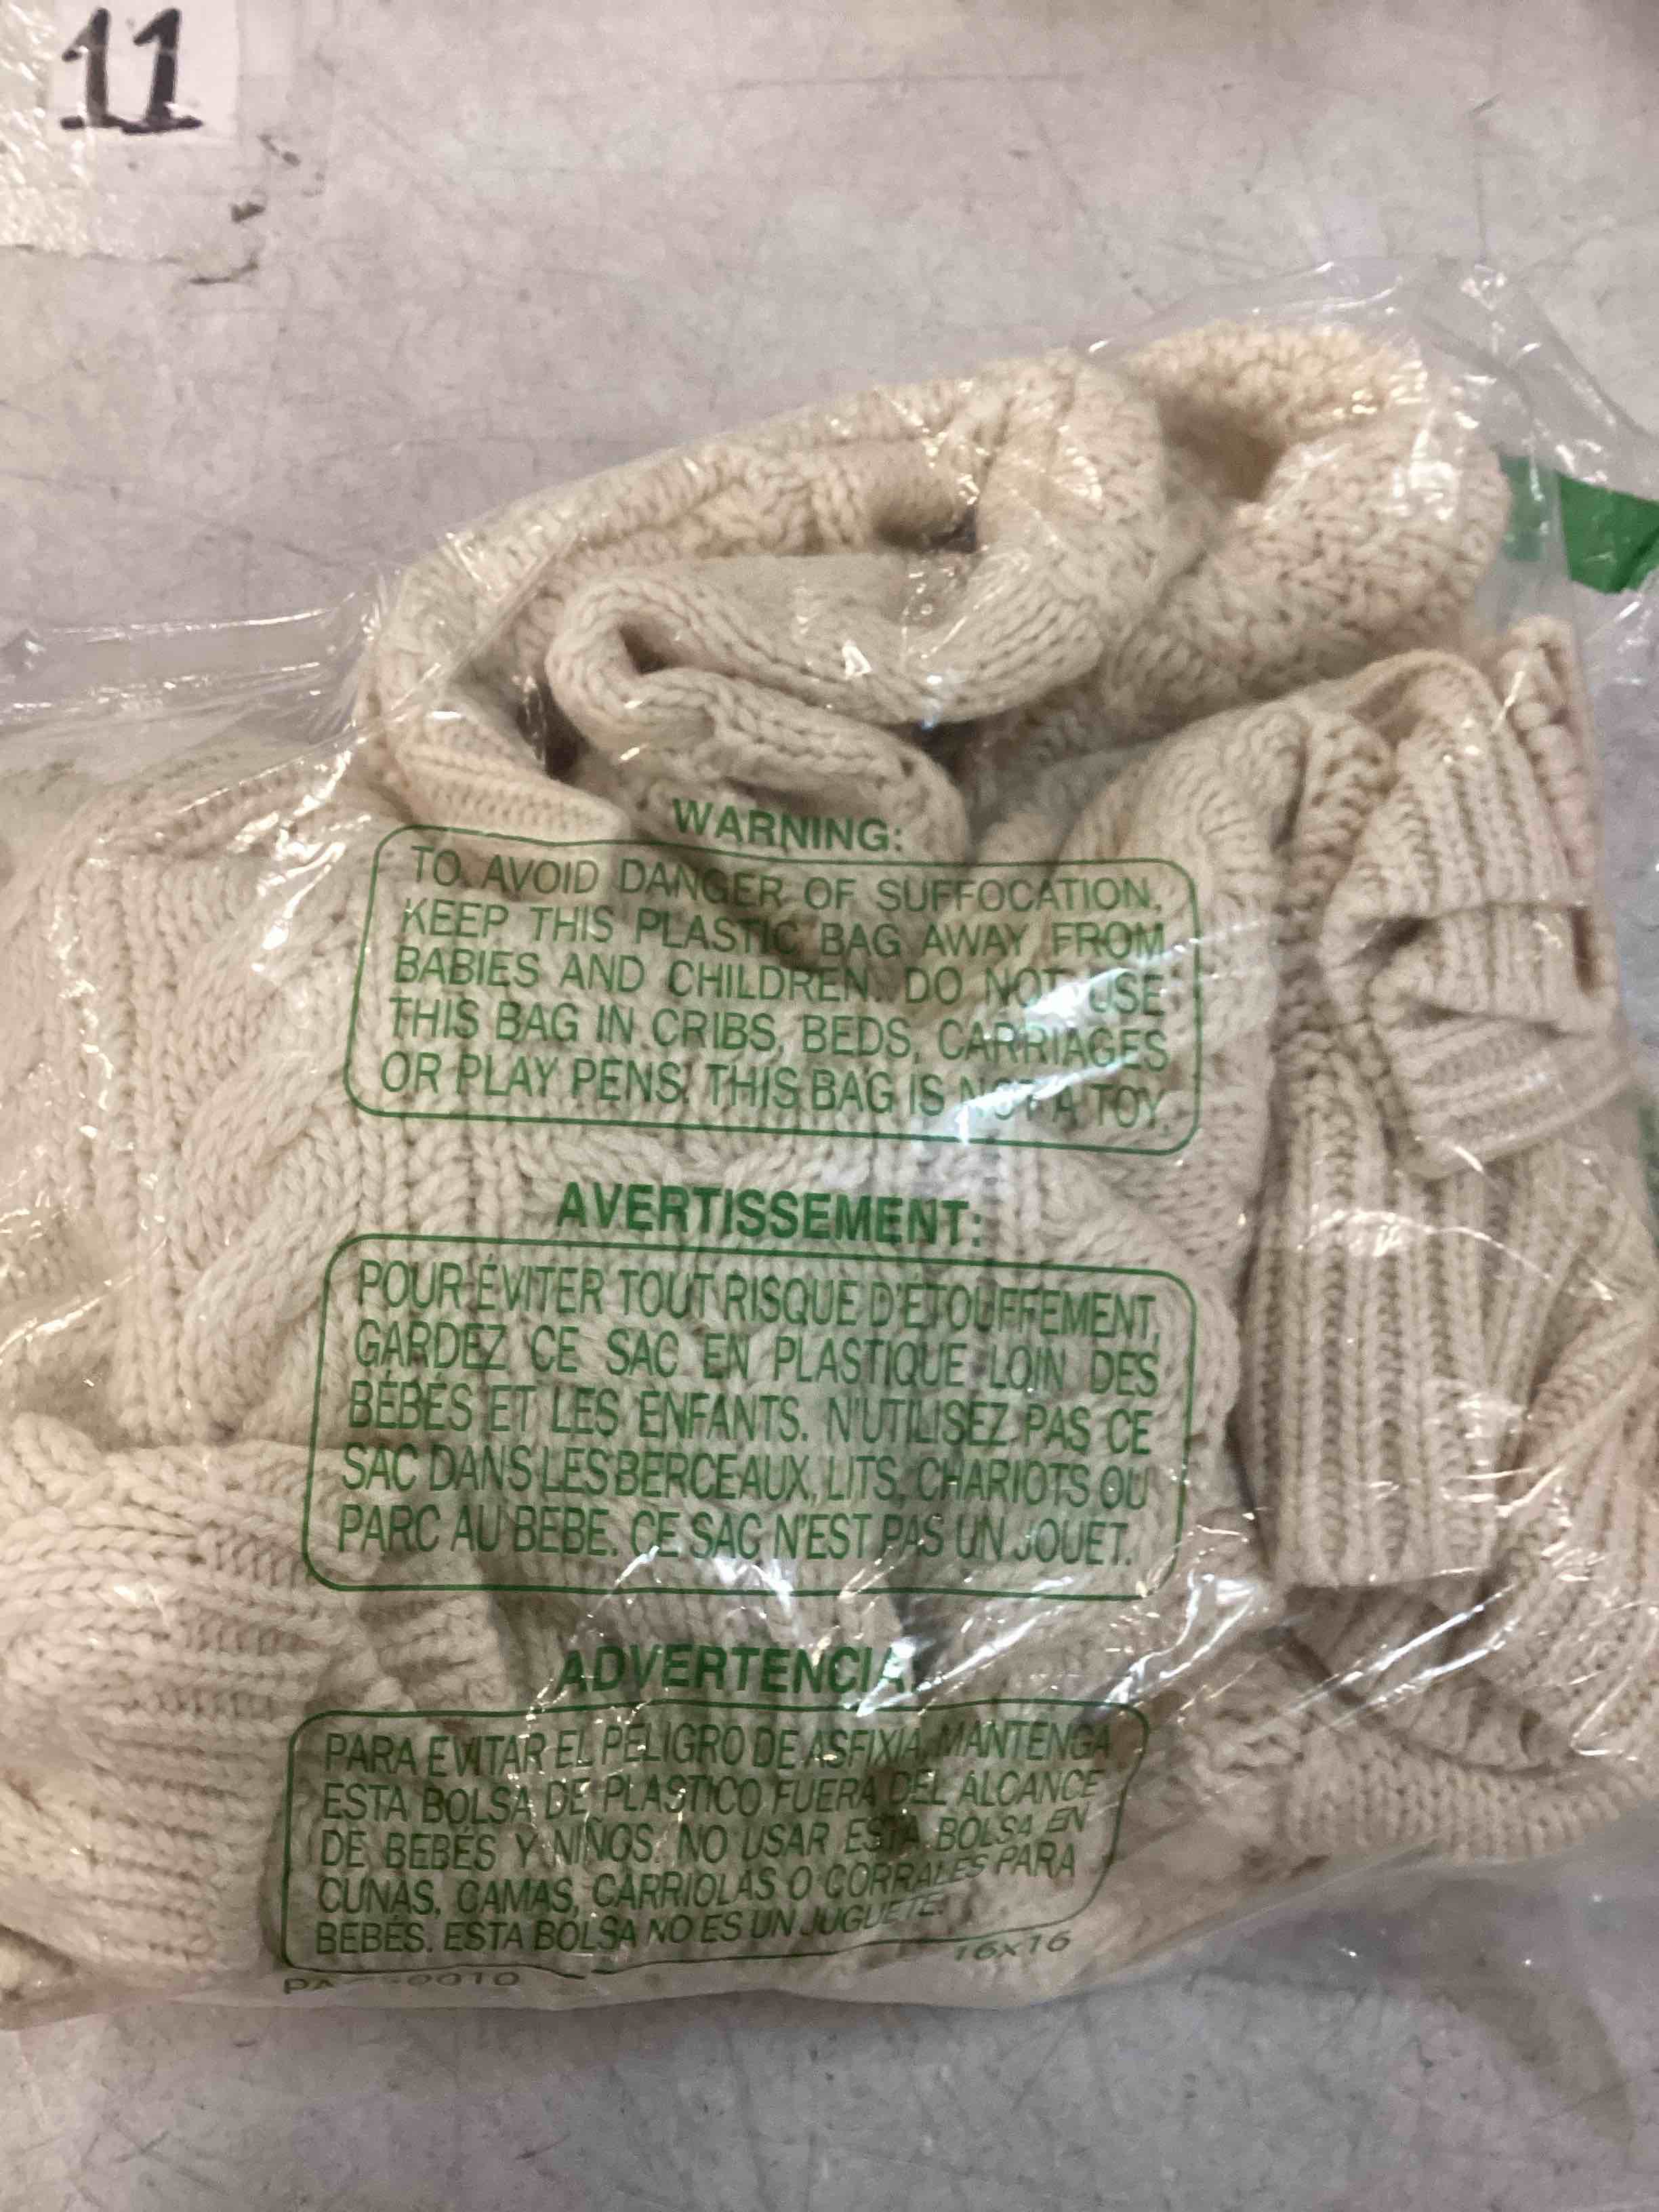 11
WARNING:
TO AVOID DANGER OF SUFFOCATION,
KEEP THIS PLASTIC BAG AWAY FROM
BABIES AND CHILDREN. DO NOT USE
THIS BAG IN CRIBS, BEDS, CARRIAGES
OR PLAY PENS. THIS BAG IS NOT A TOY.
AVERTISSEMENT:
POUR ÉVITER TOUT RISQUE D'ÉTOUFFEMENT,
GARDEZ CE SAC EN PLASTIQUE LOIN DES
BÉBÉS ET LES ENFANTS. N'UTILISEZ PAS CE
SAC DANS LES BERCEAUX, LITS, CHARIOTS OU
PARC AU BEBE. CE SAC N'EST PAS UN JOUET.
ADVERTENCIA:
PARA EVITAR EL PELIGRO DE ASFIXIA, MANTENGA
ESTA BOLSA DE PLASTICO FUERA DEL ALCANCE
DE BEBÉS Y NIÑOS. NO USAR ESTA BOLSA EN
CUNAS, CAMAS, CARRIOLAS O CORRALES PARA
BEBÉS. ESTA BOLSA NO ES UN JUGUETE.
16x16